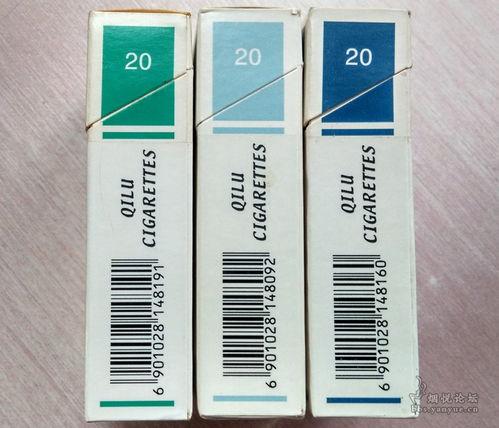 20
QILU
CIGARETTES
6 901028 148191
20
QILU
CIGARETTES
6 901028 148092
20
QILU
CIGARETTES
6 901028 148160
烟悦论坛
bbs.yanyue.cn